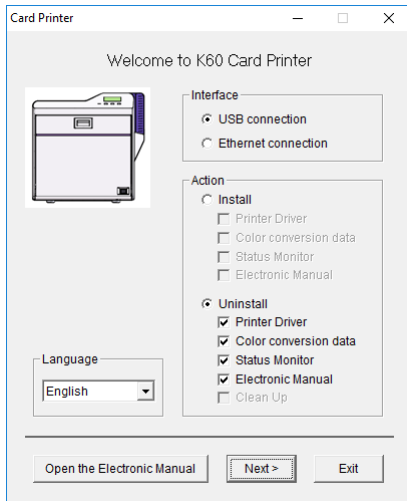 Card Printer
Welcome to K60 Card Printer
Interface
USB connection
Ethernet connection
Action
Install
Printer Driver
Color conversion data
Status Monitor
Electronic Manual
Uninstall
Printer Driver
Color conversion data
Status Monitor
Electronic Manual
Clean Up
Language
English
Open the Electronic Manual
Next >
Exit